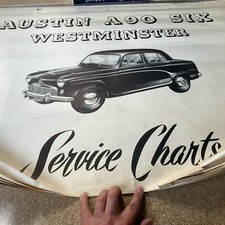 AUSTIN A90 SIX
WESTMINSTER
Service Charts